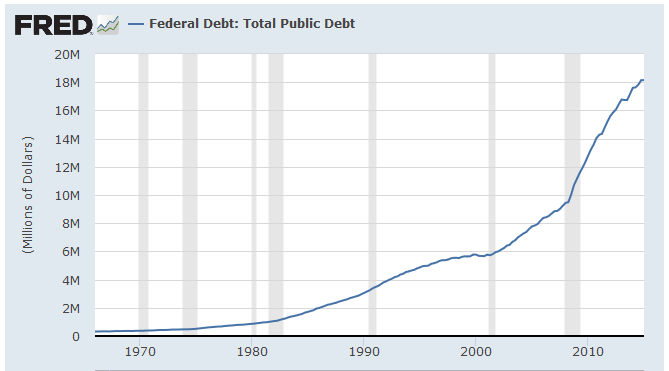 FRED Federal Debt: Total Public Debt
20M
18M
16M
14M
12M
10M
8M
6M
4M
2M
0
(Millions of Dollars)
1970 1980 1990 2000 2010